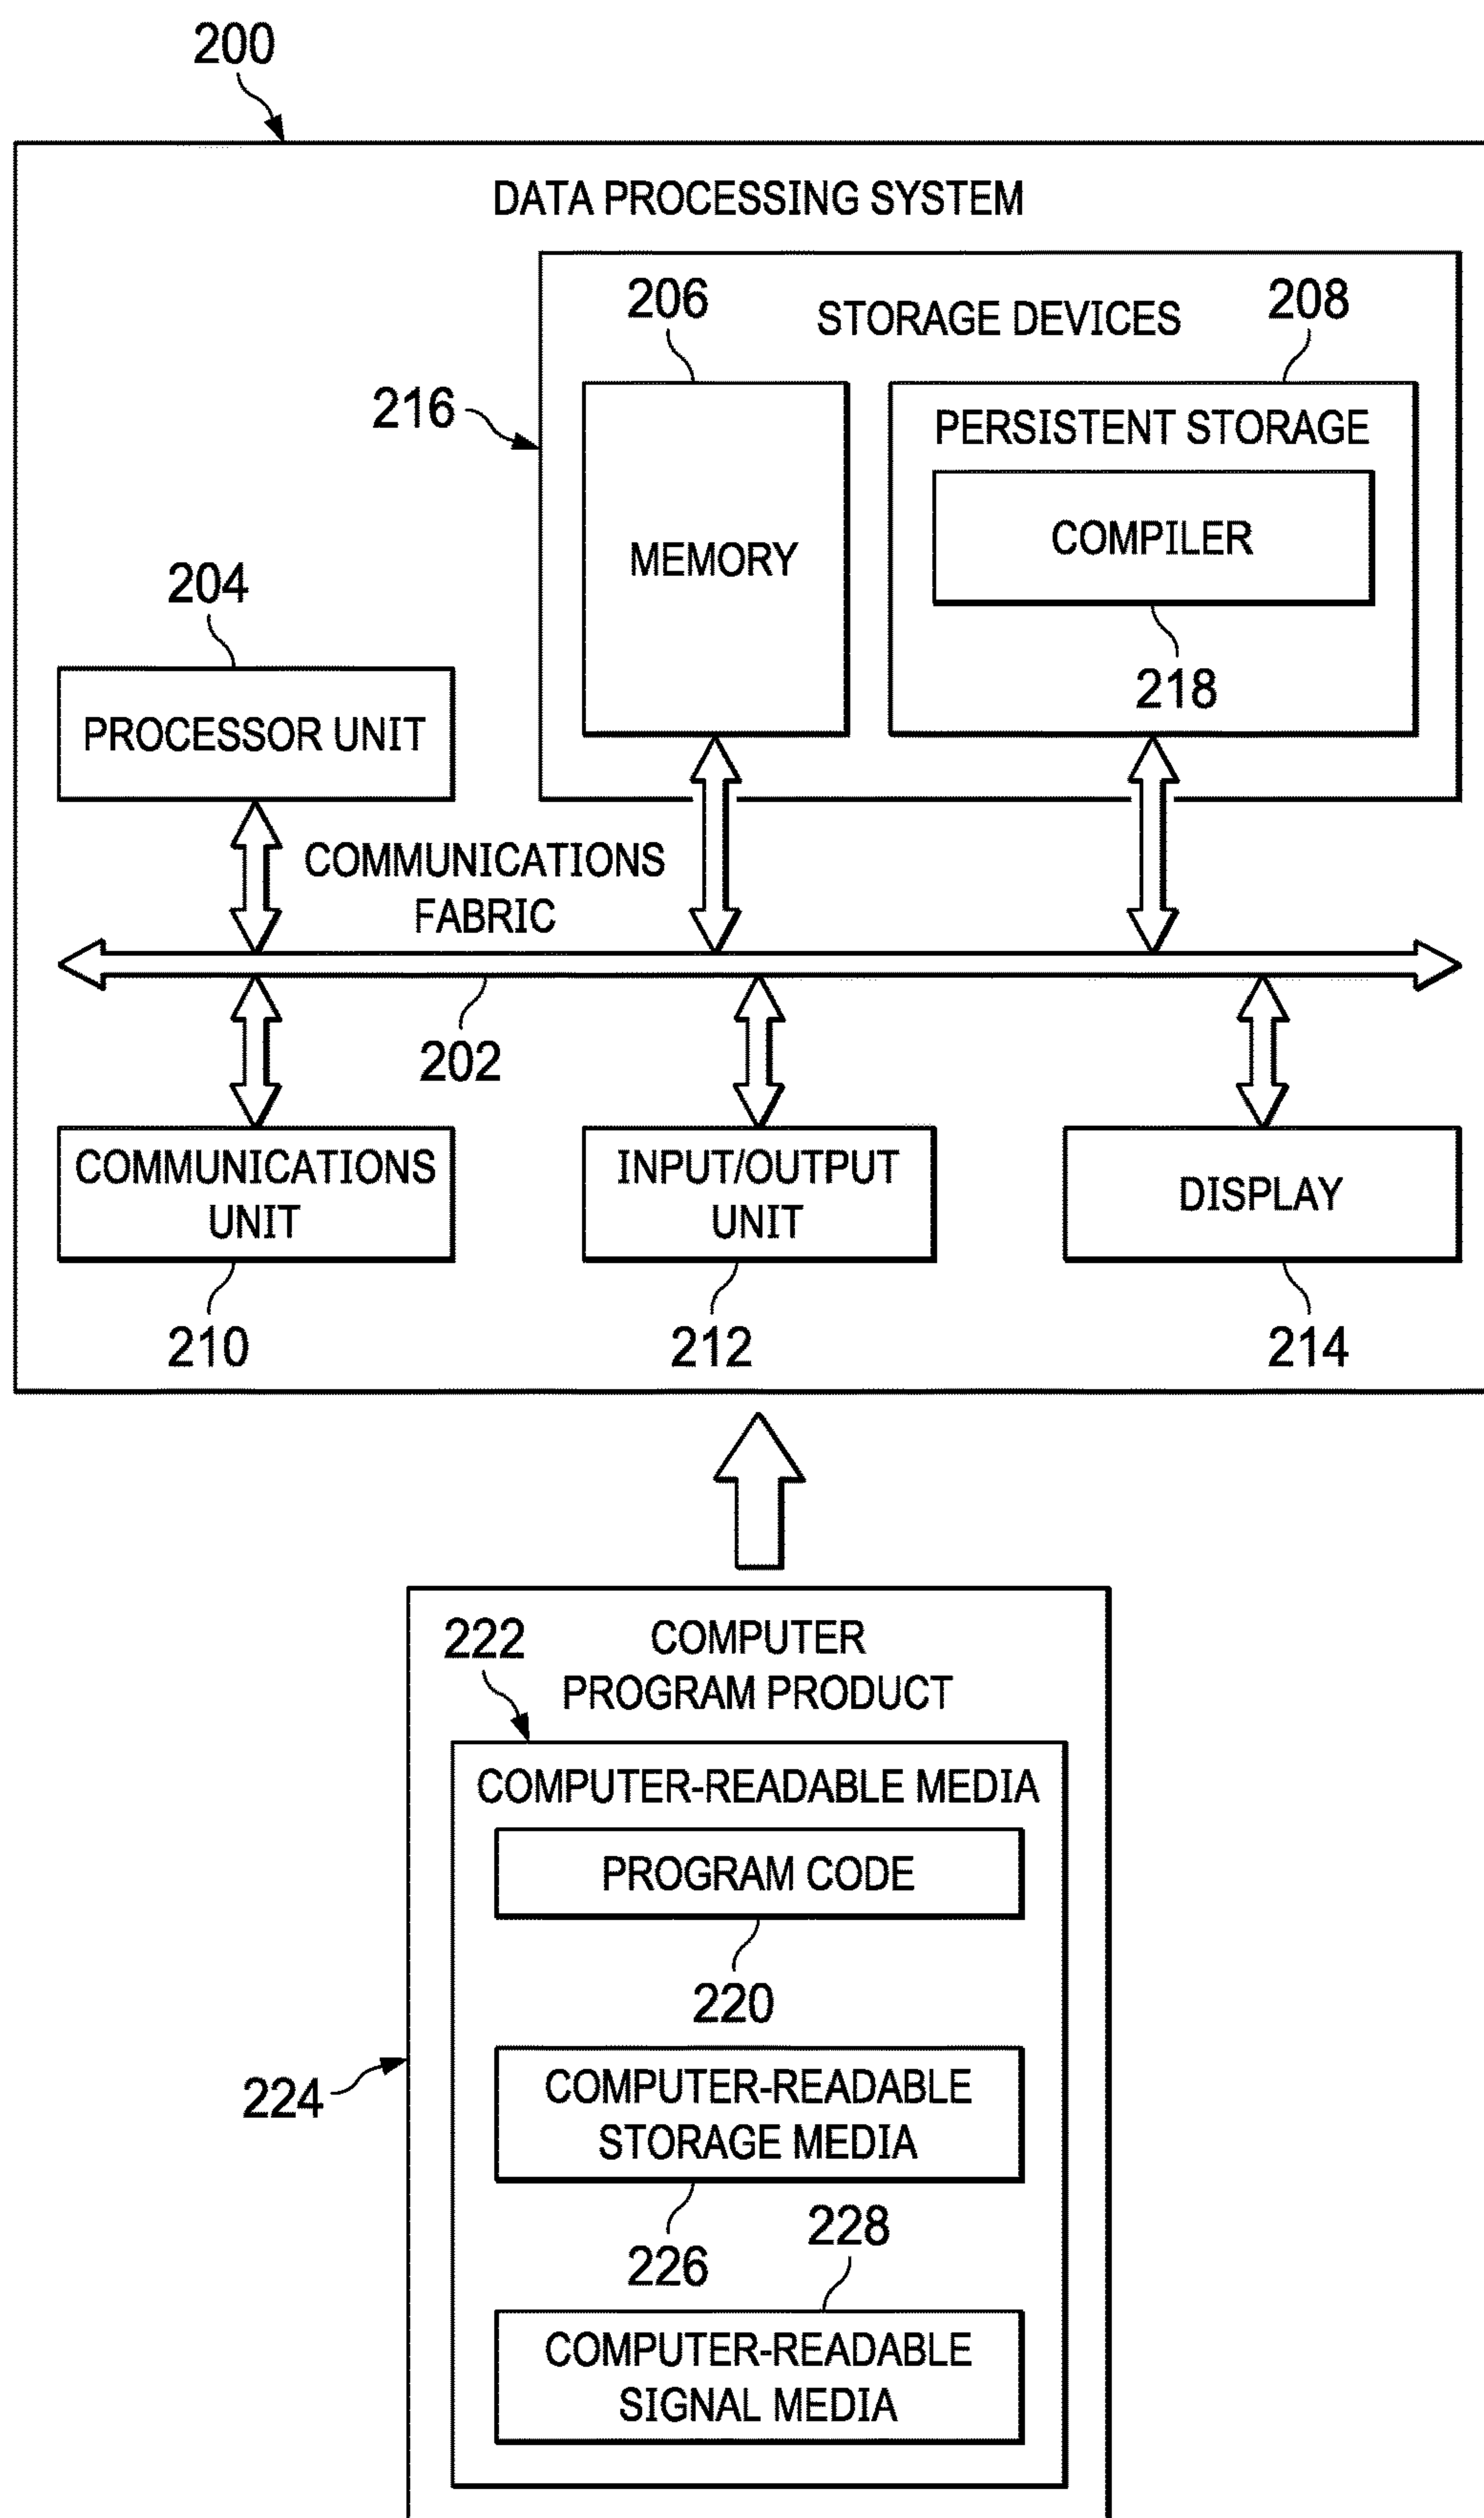 200
DATA PROCESSING SYSTEM
206
STORAGE DEVICES
208
216
PERSISTENT STORAGE
COMPILER
MEMORY
204
218
PROCESSOR UNIT
COMMUNICATIONS
FABRIC
202
COMMUNICATIONS
UNIT
INPUT/OUTPUT
UNIT
DISPLAY
210
212
214
222
COMPUTER
PROGRAM PRODUCT
COMPUTER-READABLE MEDIA
PROGRAM CODE
220
224
COMPUTER-READABLE
STORAGE MEDIA
226
228
COMPUTER-READABLE
SIGNAL MEDIA